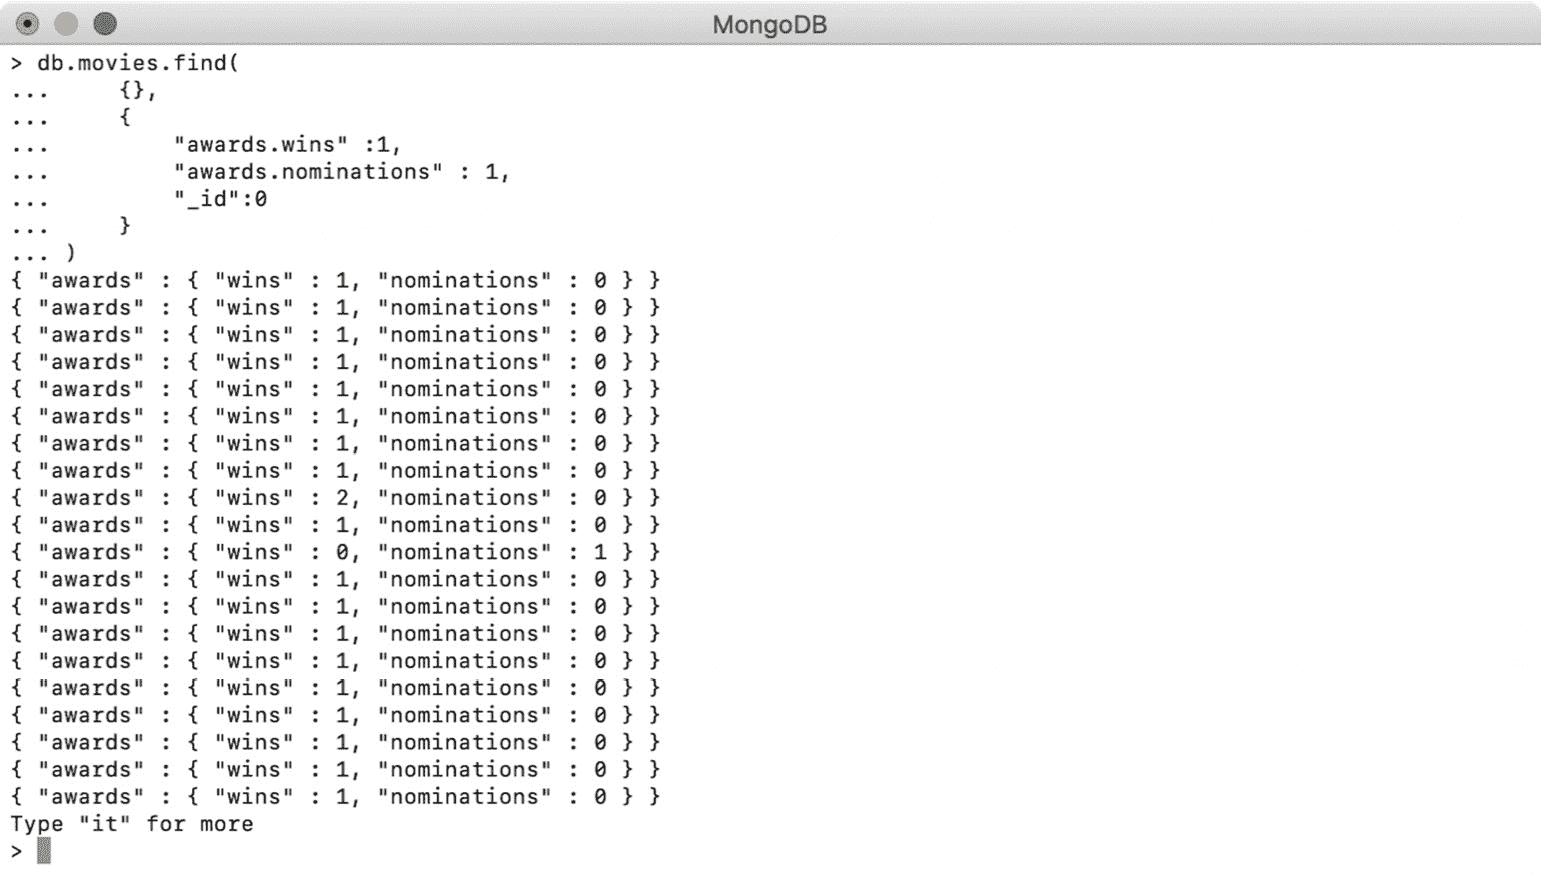 MongoDB
> db.movies.find(
...     {},
...     {
...         "awards.wins" :1,
...         "awards.nominations" : 1,
...         "_id":0
...     }
... )
{ "awards" : { "wins" : 1, "nominations" : 0 } }
{ "awards" : { "wins" : 1, "nominations" : 0 } }
{ "awards" : { "wins" : 1, "nominations" : 0 } }
{ "awards" : { "wins" : 1, "nominations" : 0 } }
{ "awards" : { "wins" : 1, "nominations" : 0 } }
{ "awards" : { "wins" : 1, "nominations" : 0 } }
{ "awards" : { "wins" : 1, "nominations" : 0 } }
{ "awards" : { "wins" : 1, "nominations" : 0 } }
{ "awards" : { "wins" : 2, "nominations" : 0 } }
{ "awards" : { "wins" : 1, "nominations" : 0 } }
{ "awards" : { "wins" : 0, "nominations" : 1 } }
{ "awards" : { "wins" : 1, "nominations" : 0 } }
{ "awards" : { "wins" : 1, "nominations" : 0 } }
{ "awards" : { "wins" : 1, "nominations" : 0 } }
{ "awards" : { "wins" : 1, "nominations" : 0 } }
{ "awards" : { "wins" : 1, "nominations" : 0 } }
{ "awards" : { "wins" : 1, "nominations" : 0 } }
{ "awards" : { "wins" : 1, "nominations" : 0 } }
{ "awards" : { "wins" : 1, "nominations" : 0 } }
{ "awards" : { "wins" : 1, "nominations" : 0 } }
Type "it" for more
>